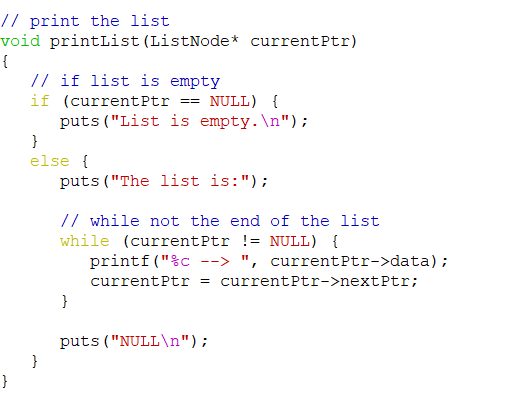 // print the list
void printList(ListNode* currentPtr)
{
   // if list is empty
   if (currentPtr == NULL) {
      puts("List is empty.\n");
   }
   else {
      puts("The list is:");

      // while not the end of the list
      while (currentPtr != NULL) {
         printf("%c --> ", currentPtr->data);
         currentPtr = currentPtr->nextPtr;
      }

      puts("NULL\n");
   }
}